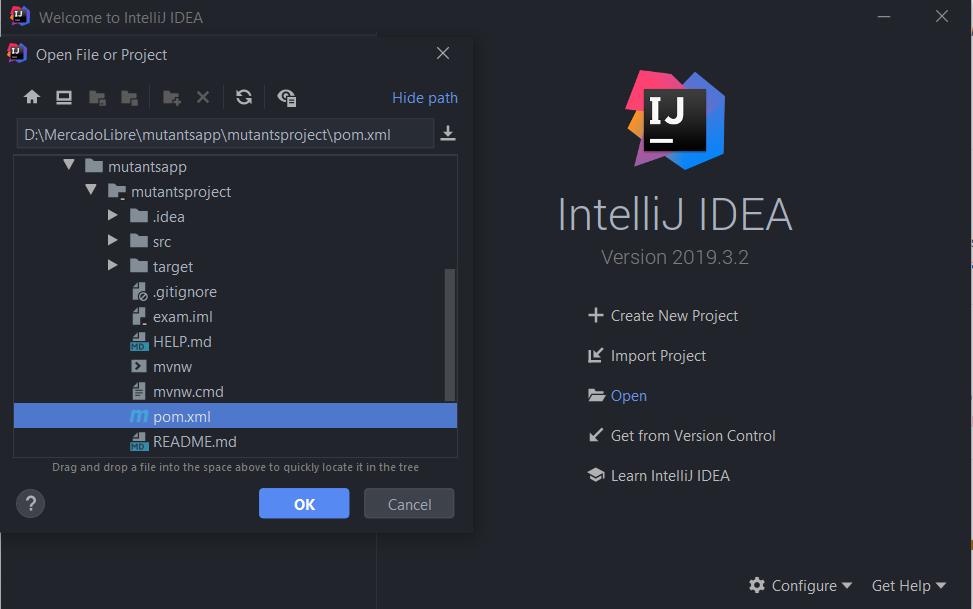 Welcome to IntelliJ IDEA
Open File or Project
Hide path
D:\MercadoLibre\mutantsapp\mutantsproject\pom.xml
mutantsapp
mutantsproject
.idea
src
target
.gitignore
exam.iml
HELP.md
mvnw
mvnw.cmd
pom.xml
README.md
Drag and drop a file into the space above to quickly locate it in the tree
?
OK
Cancel
IJ
IntelliJ IDEA
Version 2019.3.2
Create New Project
Import Project
Open
Get from Version Control
Learn IntelliJ IDEA
Configure
Get Help